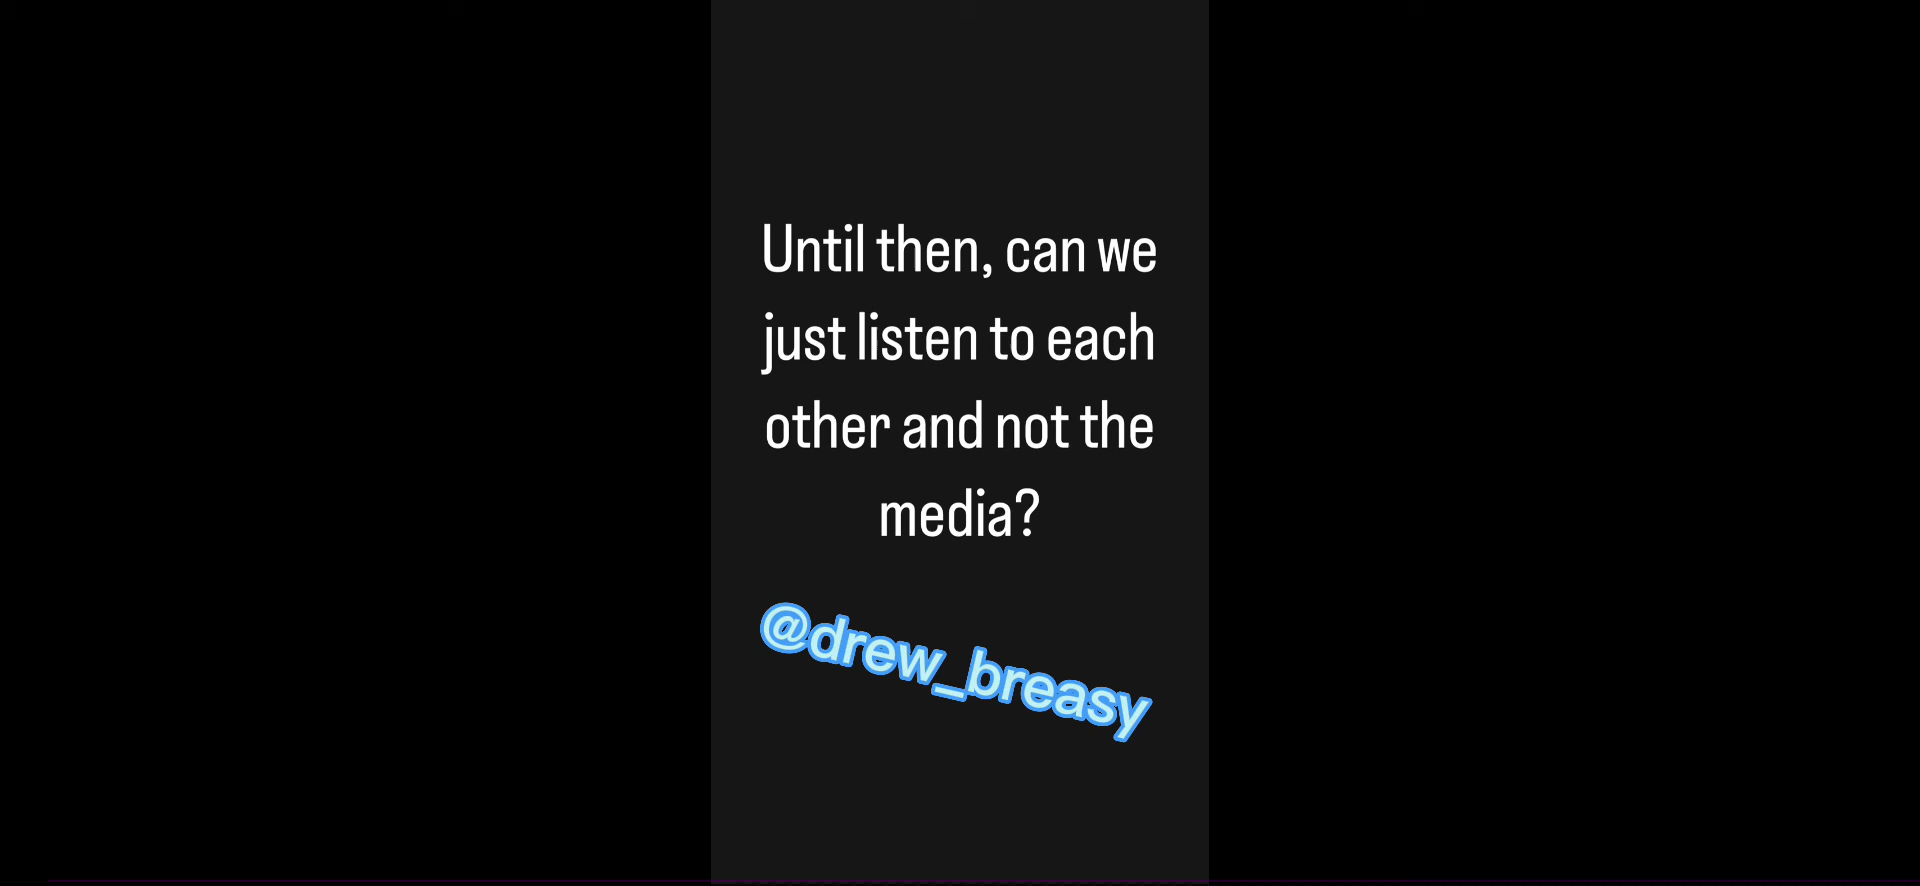 Until then, can we
just listen to each
other and not the
media?
@drew_breasy